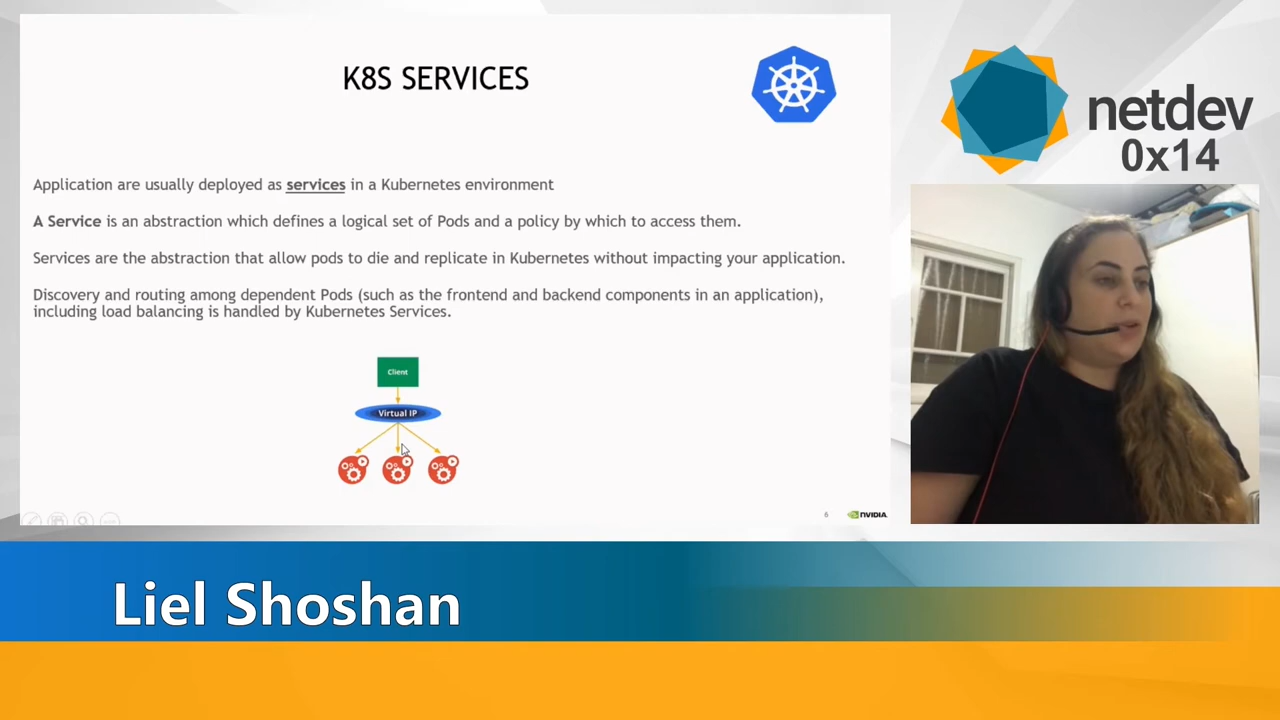 K8S SERVICES
netdev
0x14
Application are usually deployed as services in a Kubernetes environment
A Service is an abstraction which defines a logical set of Pods and a policy by which to access them.
Services are the abstraction that allow pods to die and replicate in Kubernetes without impacting your application.
Discovery and routing among dependent Pods (such as the frontend and backend components in an application),
including load balancing is handled by Kubernetes Services.
Client
Virtual IP
6
NVIDIA
Liel Shoshan